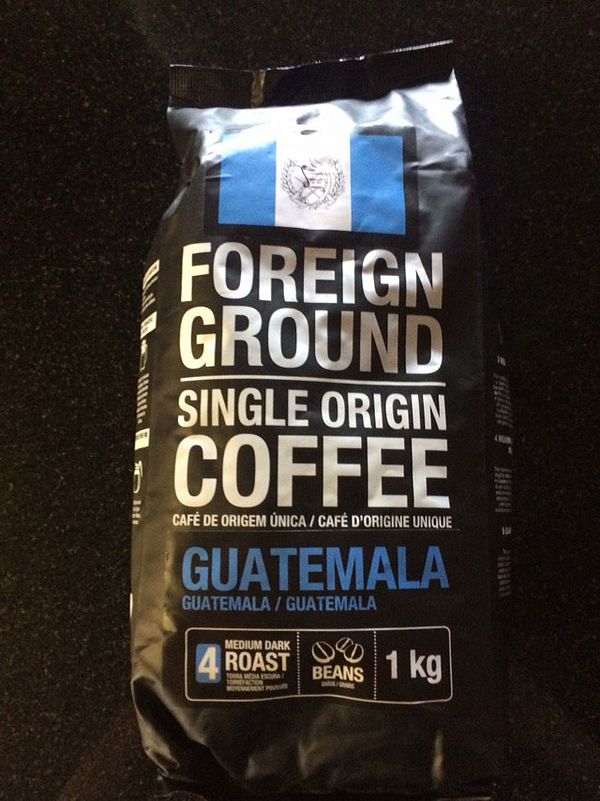 FOREIGN
GROUND
SINGLE ORIGIN
COFFEE
CAFÉ DE ORIGEM ÚNICA / CAFÉ D'ORIGINE UNIQUE
GUATEMALA
GUATEMALA / GUATEMALA
4
MEDIUM DARK
ROAST
TORRA MÉDIA ESCURA /
TORREFACTION
MOYENNEMENT POUSSÉE
BEANS
GRÃOS / GRAINS
1 kg